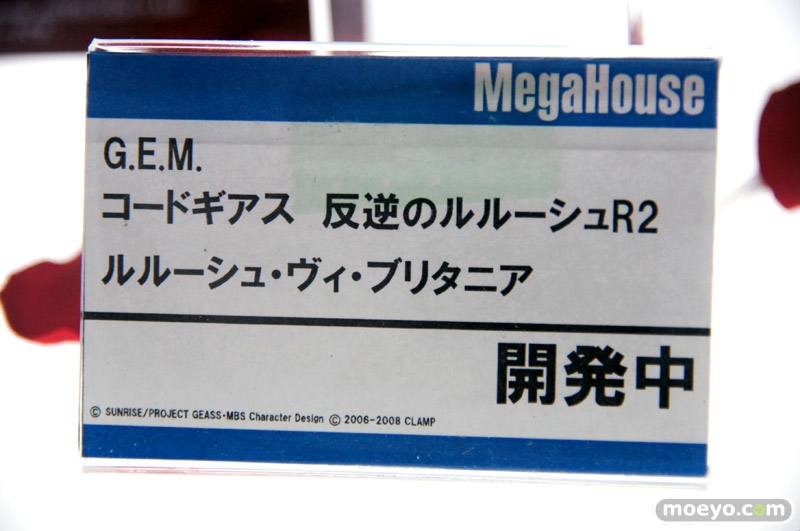 MegaHouse
G.E.M.
コードギアス 反逆のルルーシュR2
ルルーシュ・ヴィ・ブリタニア
開発中
© SUNRISE/PROJECT GEASS・MBS Character Design © 2006-2008 CLAMP
moeyo.com